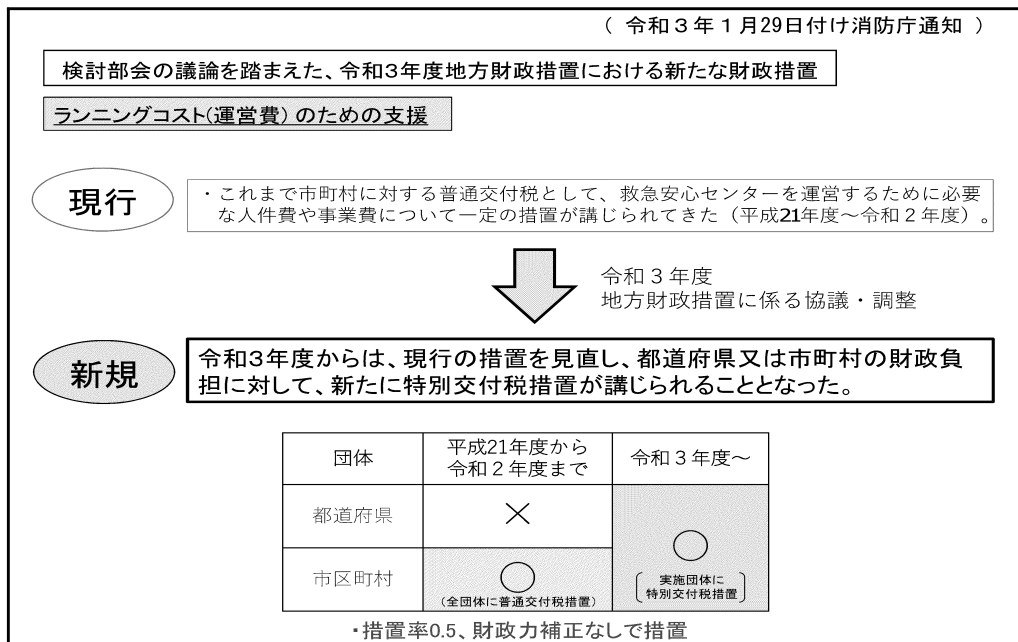 （ 令和３年１月29日付け消防庁通知 ）
検討部会の議論を踏まえた、令和3年度地方財政措置における新たな財政措置
ランニングコスト(運営費) のための支援
現行
・これまで市町村に対する普通交付税として、救急安心センターを運営するために必要
な人件費や事業費について一定の措置が講じられてきた（平成21年度～令和２年度）。
令和３年度
地方財政措置に係る協議・調整
新規
令和3年度からは、現行の措置を見直し、都道府県又は市町村の財政負
担に対して、新たに特別交付税措置が講じられることとなった。
団体
平成21年度から
令和２年度まで
令和３年度～
都道府県
×
市区町村
○
(全団体に普通交付税措置)
○
実施団体に
特別交付税措置
・措置率0.5、財政力補正なしで措置